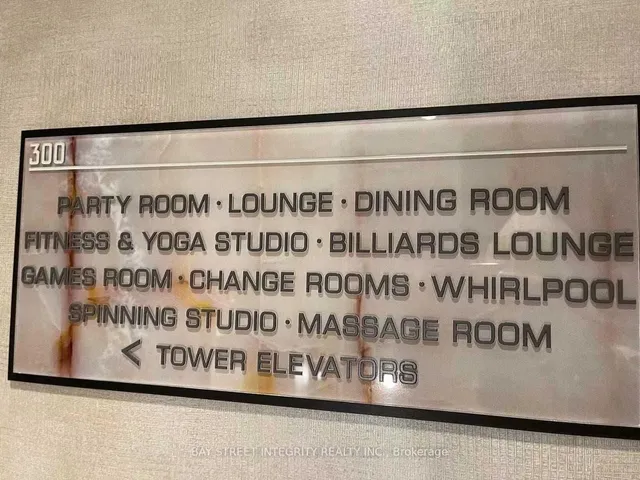 300
PARTY ROOM · LOUNGE · DINING ROOM
FITNESS & YOGA STUDIO · BILLIARDS LOUNGE
GAMES ROOM · CHANGE ROOMS · WHIRLPOOL
SPINNING STUDIO · MASSAGE ROOM
< TOWER ELEVATORS
BAY STREET INTEGRITY REALTY INC., Brokerage